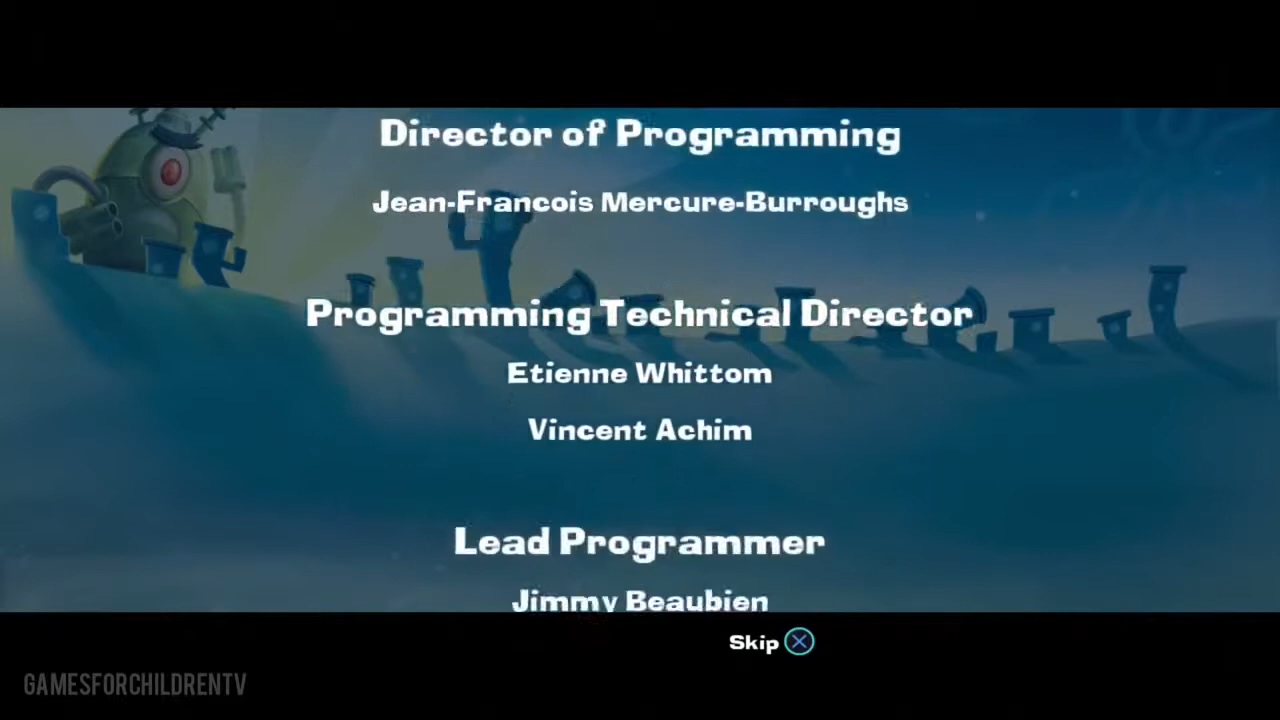 Director of Programming
Jean-Francois Mercure-Burroughs
Programming Technical Director
Etienne Whittom
Vincent Achim
Lead Programmer
Jimmy Beaubien
Skip
GAMESFORCHILDRENTV